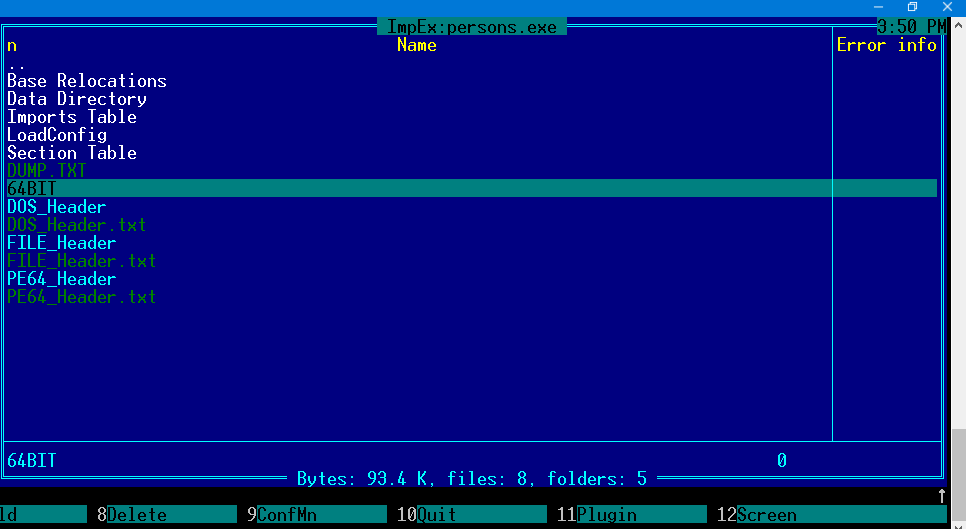 ImpEx:persons.exe 3:50 PM
n Name Error info
..
Base Relocations
Data Directory
Imports Table
LoadConfig
Section Table
DUMP.TXT
64BIT
DOS_Header
DOS_Header.txt
FILE_Header
FILE_Header.txt
PE64_Header
PE64_Header.txt
64BIT 0
Bytes: 93.4 K, files: 8, folders: 5
ld 8Delete 9ConfMn 10Quit 11Plugin 12Screen